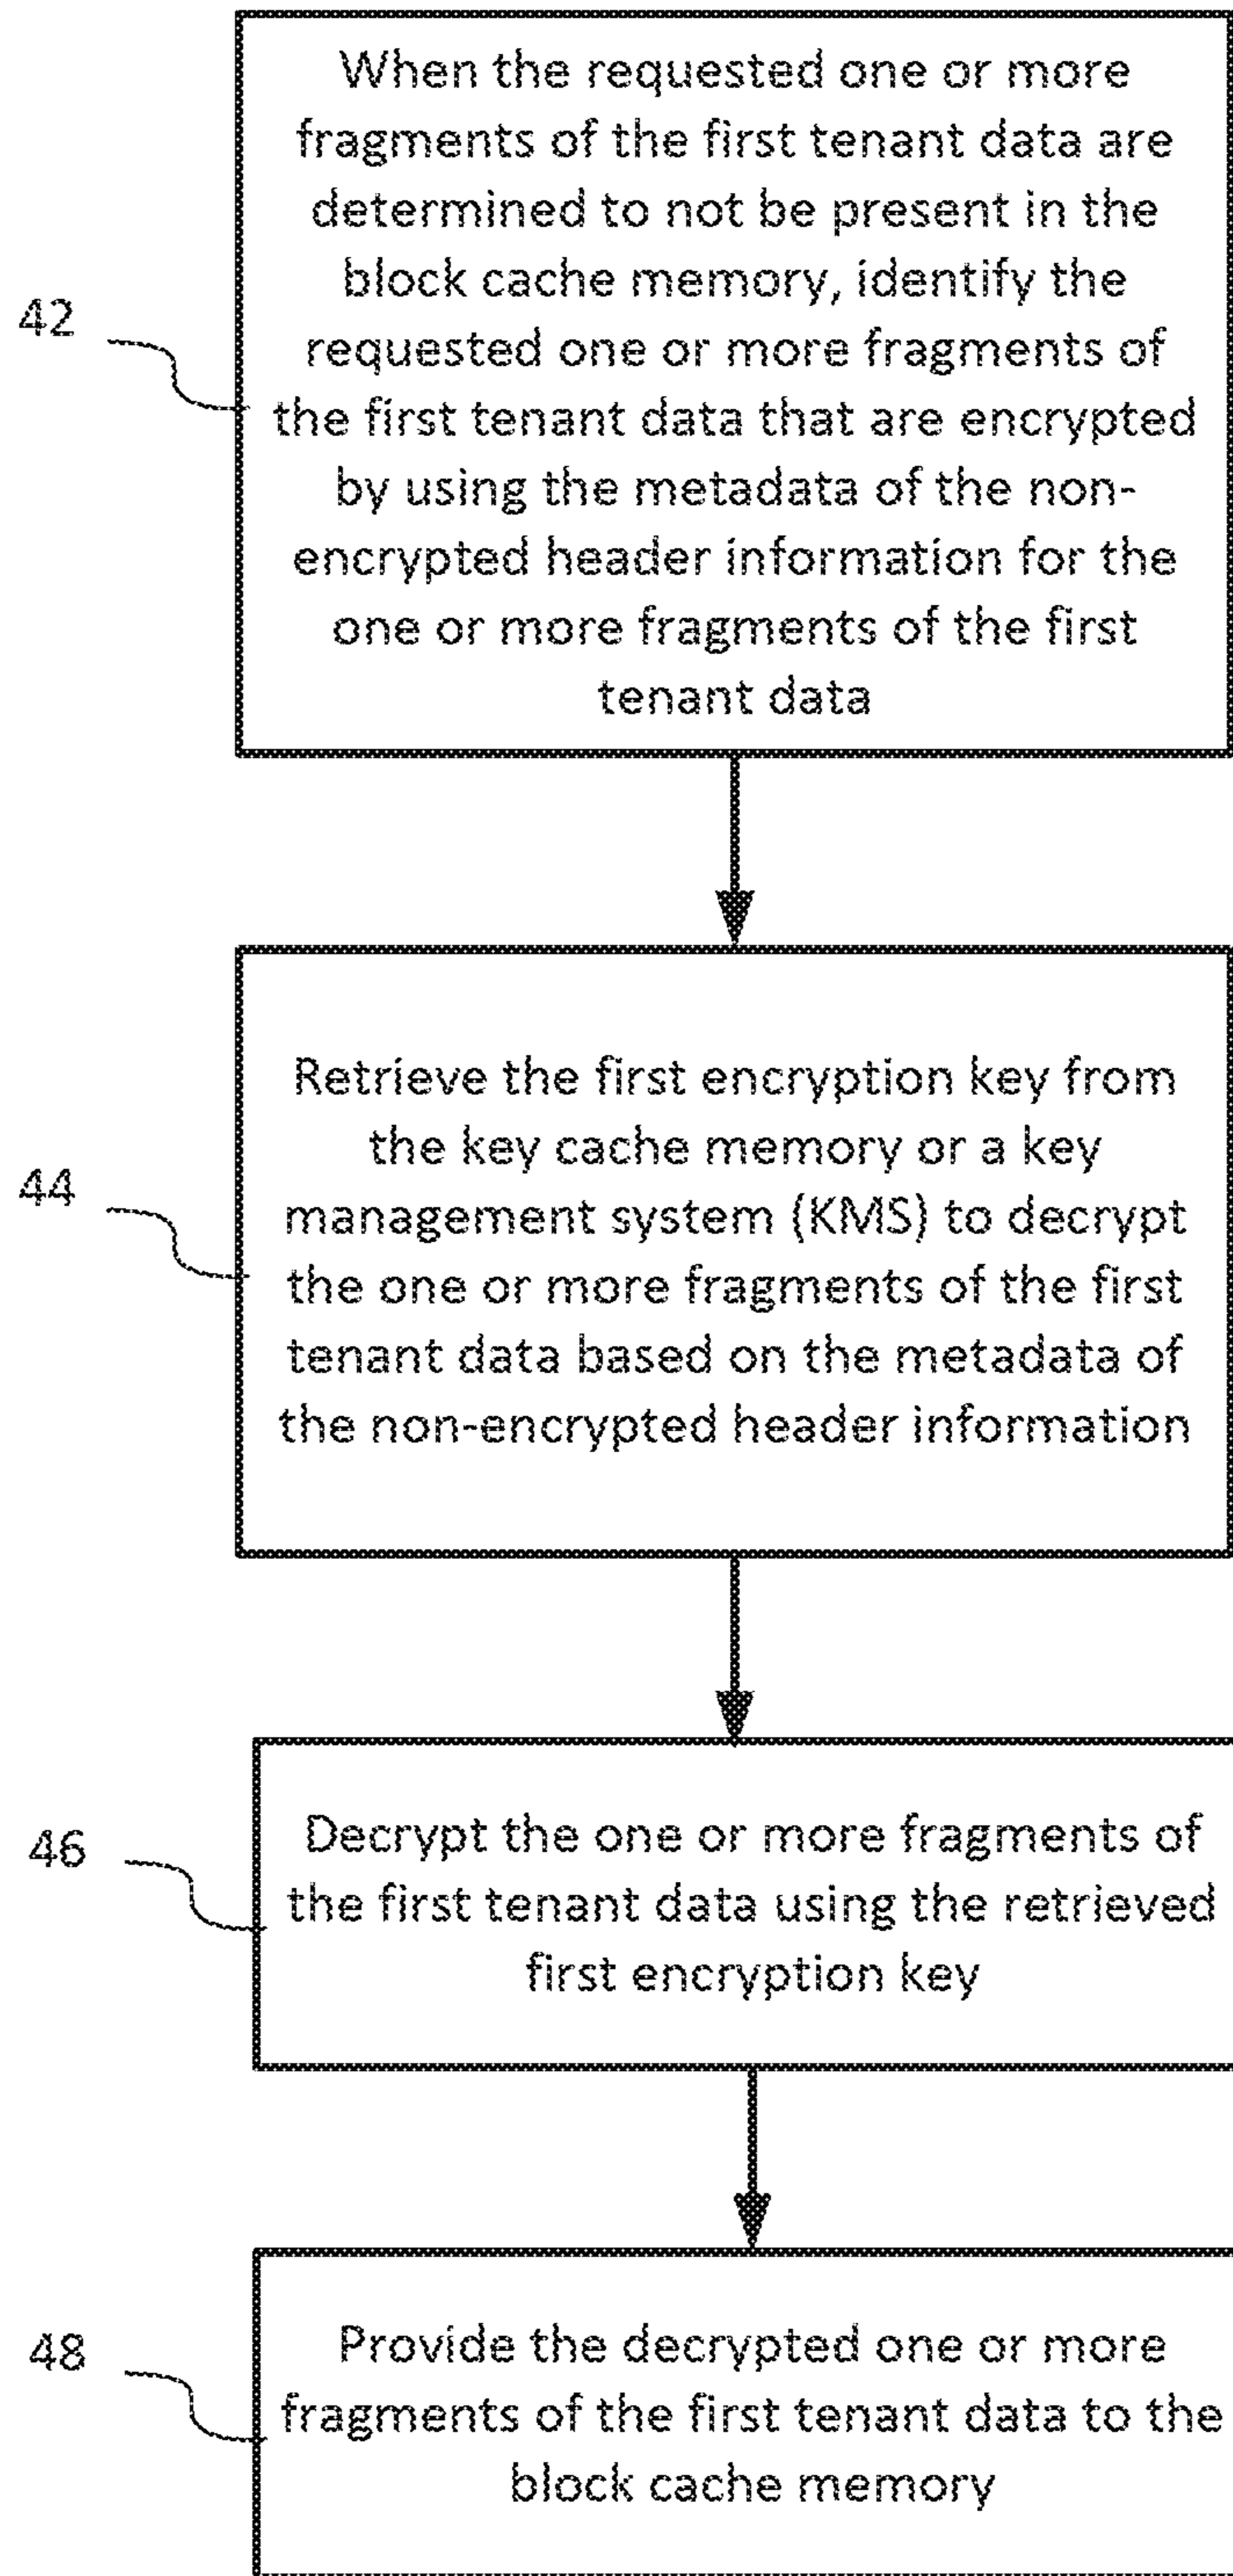 When the requested one or more
fragments of the first tenant data are
determined to not be present in the
block cache memory, identify the
requested one or more fragments of
the first tenant data that are encrypted
by using the metadata of the non-
encrypted header information for the
one or more fragments of the first
tenant data
42
Retrieve the first encryption key from
the key cache memory or a key
management system (KMS) to decrypt
the one or more fragments of the first
tenant data based on the metadata of
the non-encrypted header information
44
Decrypt the one or more fragments of
the first tenant data using the retrieved
first encryption key
46
Provide the decrypted one or more
fragments of the first tenant data to the
block cache memory
48